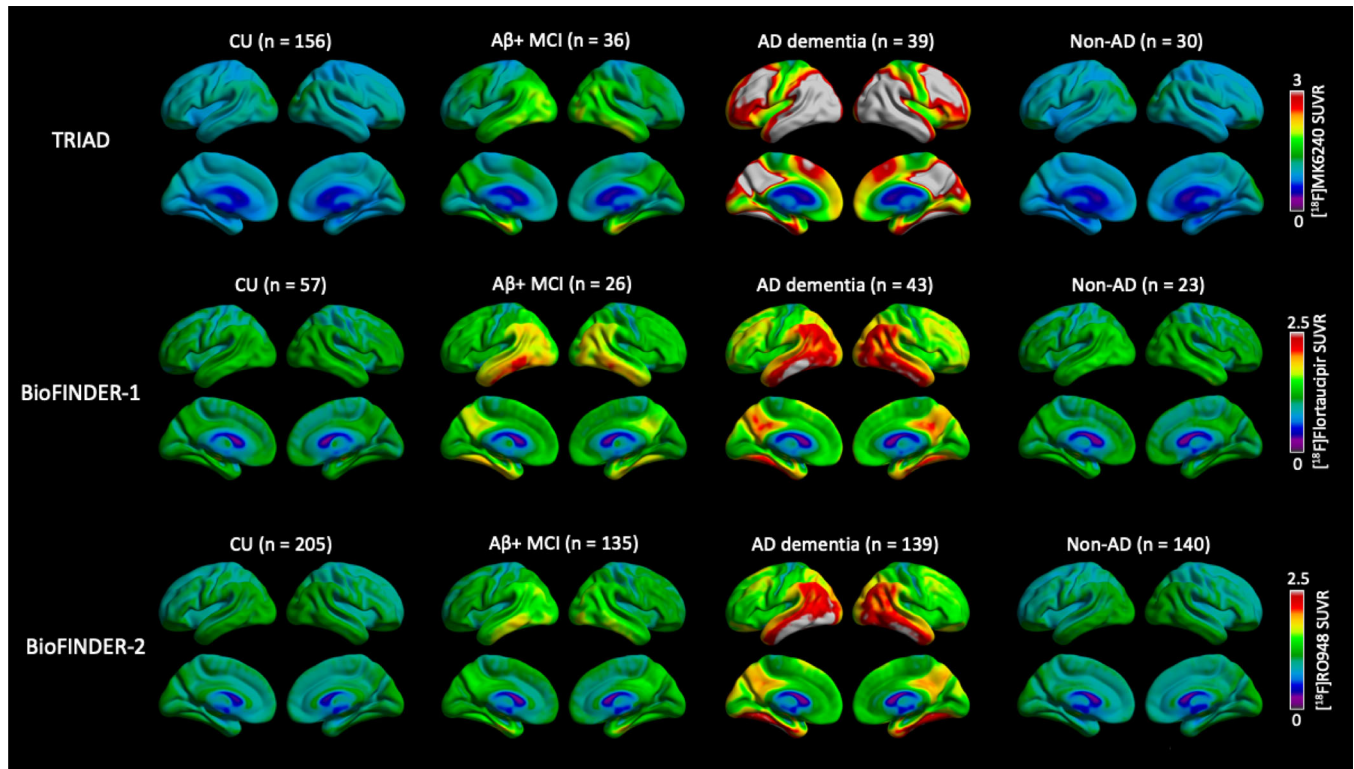 CU (n = 156)
Aβ+ MCI (n = 36)
AD dementia (n = 39)
Non-AD (n = 30)
TRIAD
3
[¹⁸F]MK6240 SUVR
0
CU (n = 57)
Aβ+ MCI (n = 26)
AD dementia (n = 43)
Non-AD (n = 23)
BioFINDER-1
2.5
[¹⁸F]Flortaucipir SUVR
0
CU (n = 205)
Aβ+ MCI (n = 135)
AD dementia (n = 139)
Non-AD (n = 140)
BioFINDER-2
2.5
[¹⁸F]RO948 SUVR
0